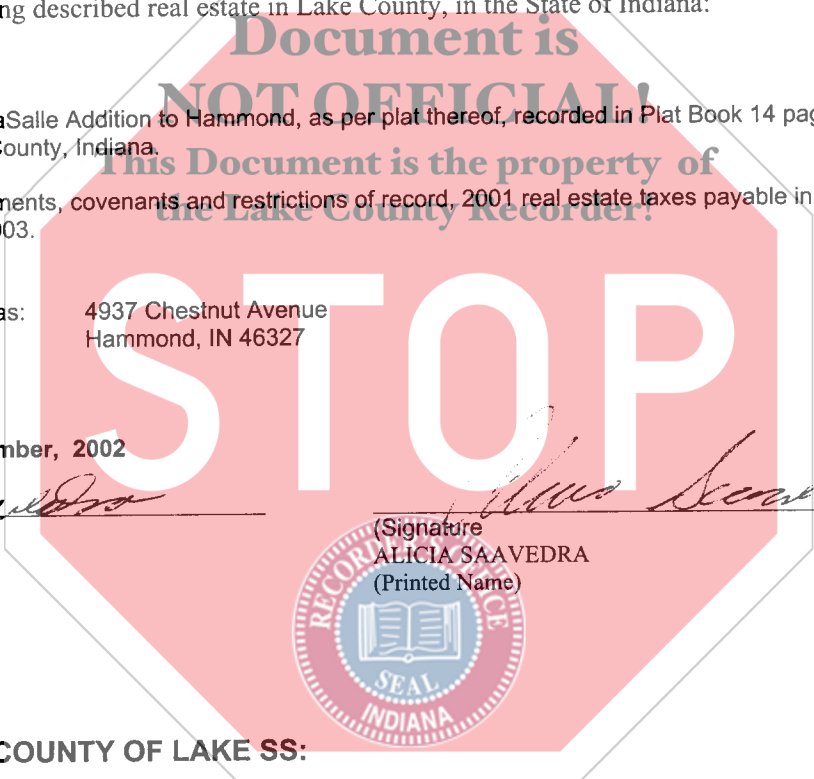 ng described real estate in Lake County, in the State of Indiana:
Document is
NOT OFFICIAL!
aSalle Addition to Hammond, as per plat thereof, recorded in Plat Book 14 pag
County, Indiana.
This Document is the property of
ments, covenants and restrictions of record, 2001 real estate taxes payable in
the Lake County Recorder!
003.
as: 4937 Chestnut Avenue
Hammond, IN 46327
STOP
mber, 2002
(Signature
ALICIA SAAVEDRA
(Printed Name)
RECORDER'S OFFICE
SEAL
INDIANA
COUNTY OF LAKE SS: